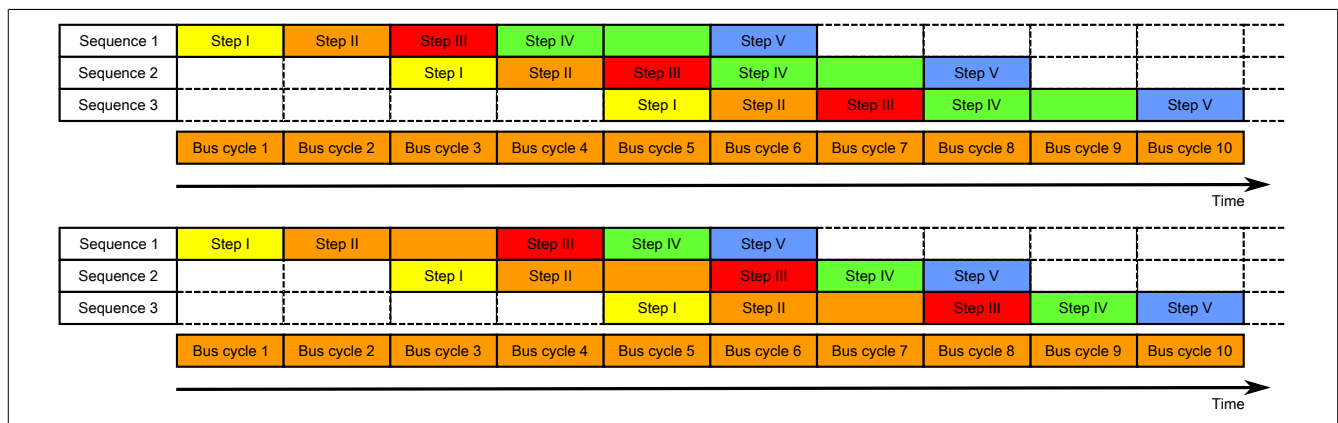 Sequence 1 Step I Step II Step III Step IV Step V
Sequence 2 Step I Step II Step III Step IV Step V
Sequence 3 Step I Step II Step III Step IV Step V
Bus cycle 1 Bus cycle 2 Bus cycle 3 Bus cycle 4 Bus cycle 5 Bus cycle 6 Bus cycle 7 Bus cycle 8 Bus cycle 9 Bus cycle 10
Time
Sequence 1 Step I Step II Step III Step IV Step V
Sequence 2 Step I Step II Step III Step IV Step V
Sequence 3 Step I Step II Step III Step IV Step V
Bus cycle 1 Bus cycle 2 Bus cycle 3 Bus cycle 4 Bus cycle 5 Bus cycle 6 Bus cycle 7 Bus cycle 8 Bus cycle 9 Bus cycle 10
Time